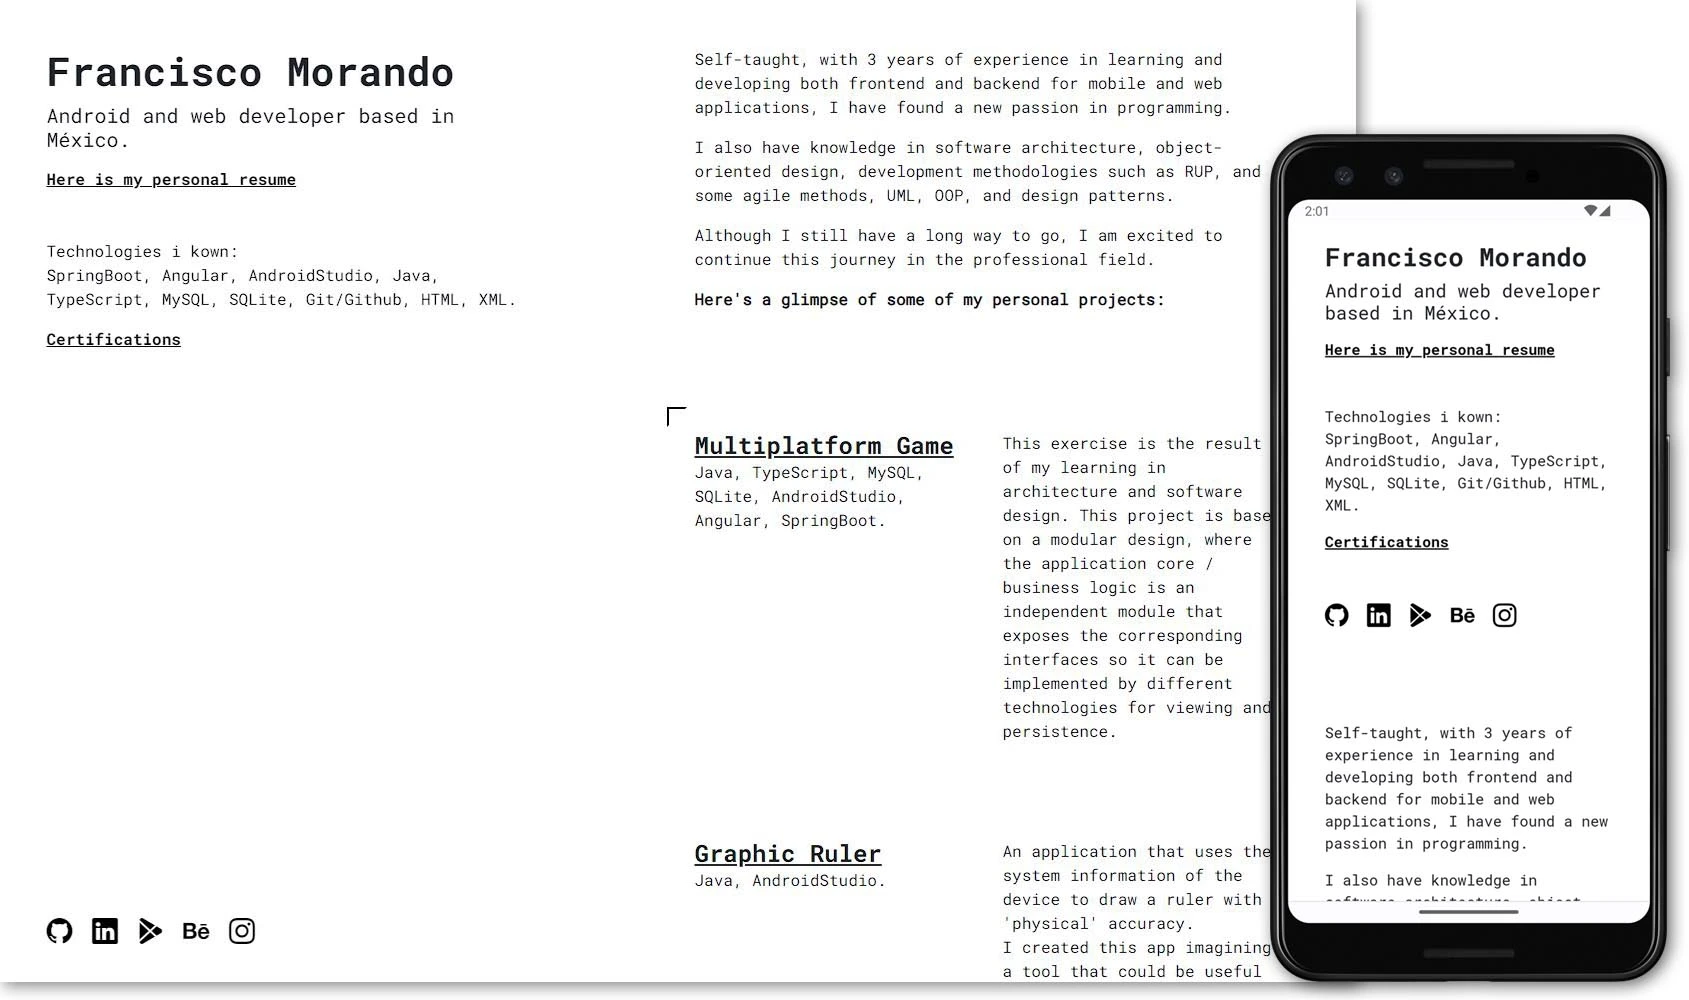 Francisco Morando
Android and web developer based in
México.
Here is my personal resume
Technologies i kown:
SpringBoot, Angular, AndroidStudio, Java,
TypeScript, MySQL, SQLite, Git/Github, HTML, XML.
Certifications
in
Bē
Self-taught, with 3 years of experience in learning and
developing both frontend and backend for mobile and web
applications, I have found a new passion in programming.
I also have knowledge in software architecture, object-
oriented design, development methodologies such as RUP, and
some agile methods, UML, OOP, and design patterns.
Although I still have a long way to go, I am excited to
continue this journey in the professional field.
Here's a glimpse of some of my personal projects:
Multiplatform Game
Java, TypeScript, MySQL,
SQLite, AndroidStudio,
Angular, SpringBoot.
This exercise is the result
of my learning in
architecture and software
design. This project is base
on a modular design, where
the application core /
business logic is an
independent module that
exposes the corresponding
interfaces so it can be
implemented by different
technologies for viewing and
persistence.
Graphic Ruler
Java, AndroidStudio.
An application that uses the
system information of the
device to draw a ruler with
'physical' accuracy.
I created this app imagining
a tool that could be useful
2:01
Francisco Morando
Android and web developer
based in México.
Here is my personal resume
Technologies i kown:
SpringBoot, Angular,
AndroidStudio, Java, TypeScript,
MySQL, SQLite, Git/Github, HTML,
XML.
Certifications
in
Bē
Self-taught, with 3 years of
experience in learning and
developing both frontend and
backend for mobile and web
applications, I have found a new
passion in programming.
I also have knowledge in